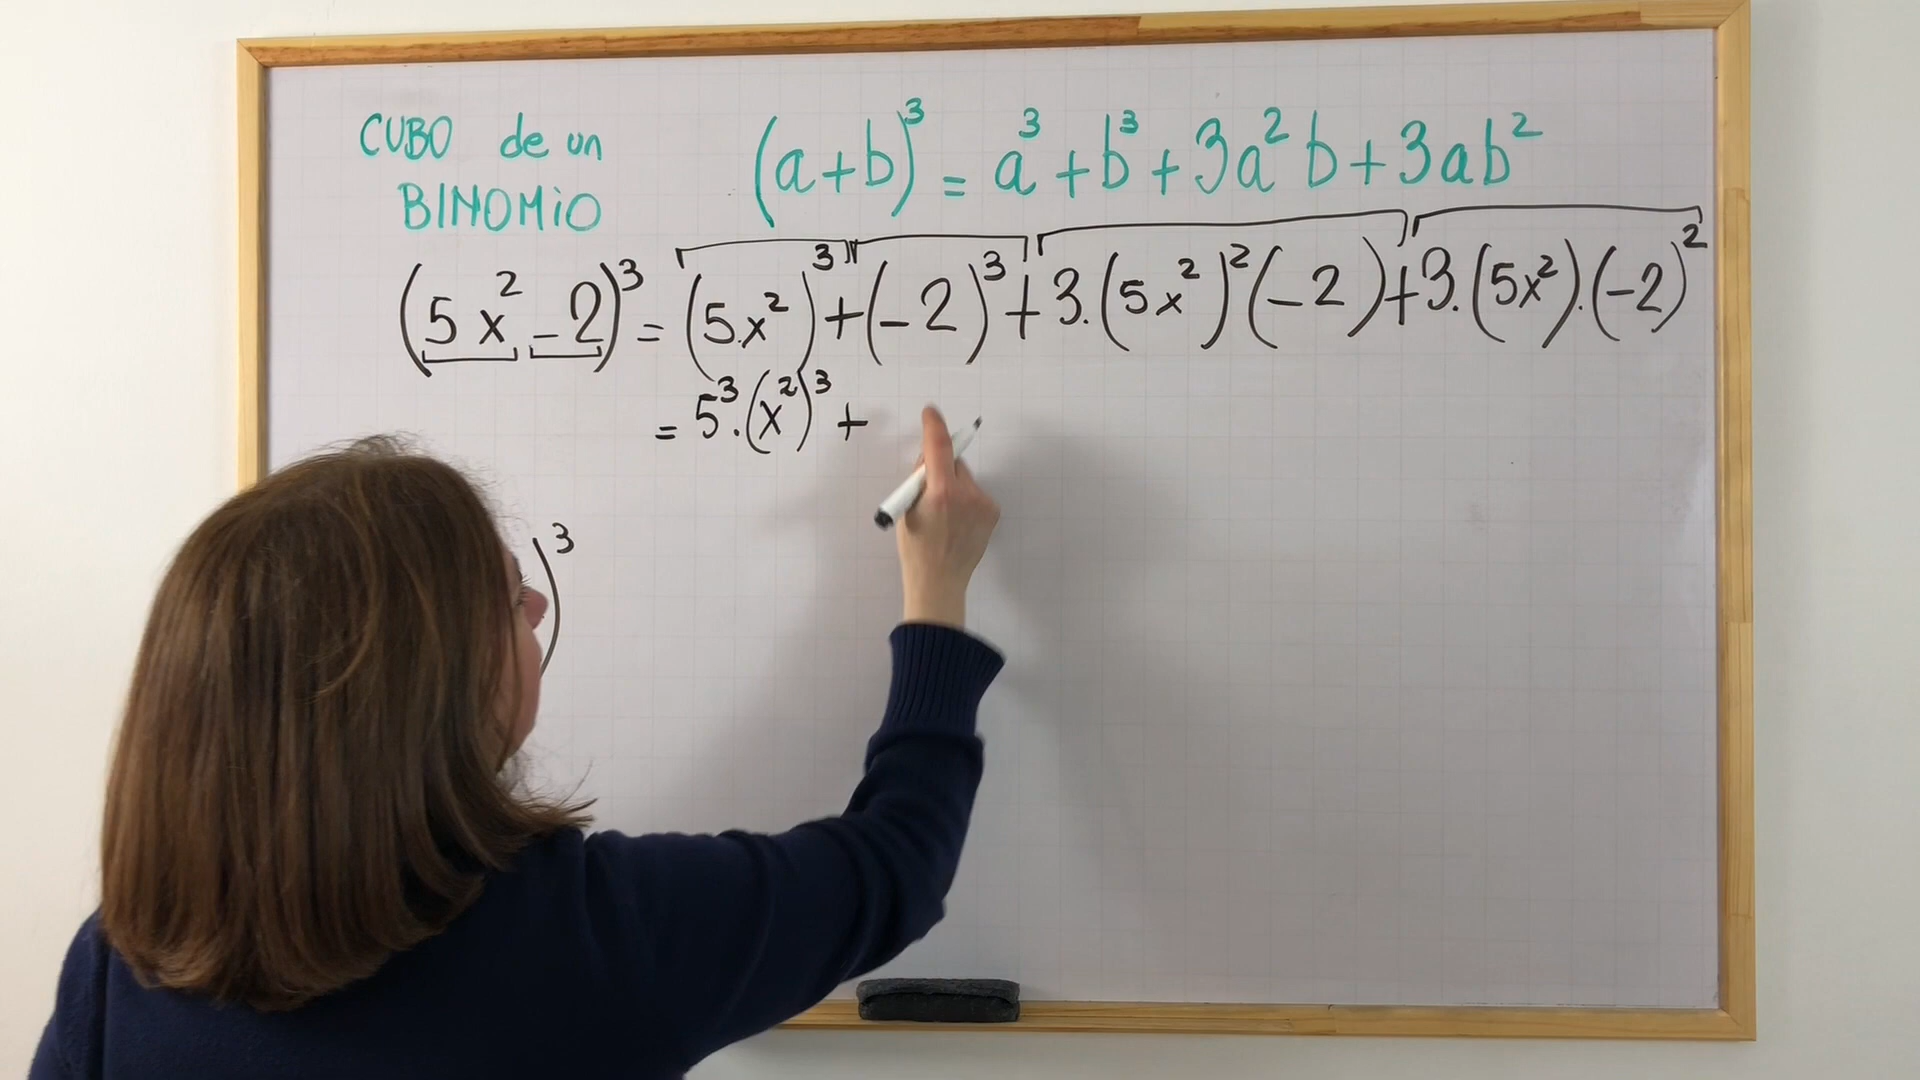 CUBO de un
BINOMiO
(a+b)³ = a³+b³+3a²b+3ab²
(5x²-2)³ = (5.x²)³+(-2)³+3.(5x²)²(-2)+3.(5x²).(-2)²
= 5³.(x²)³+
)³